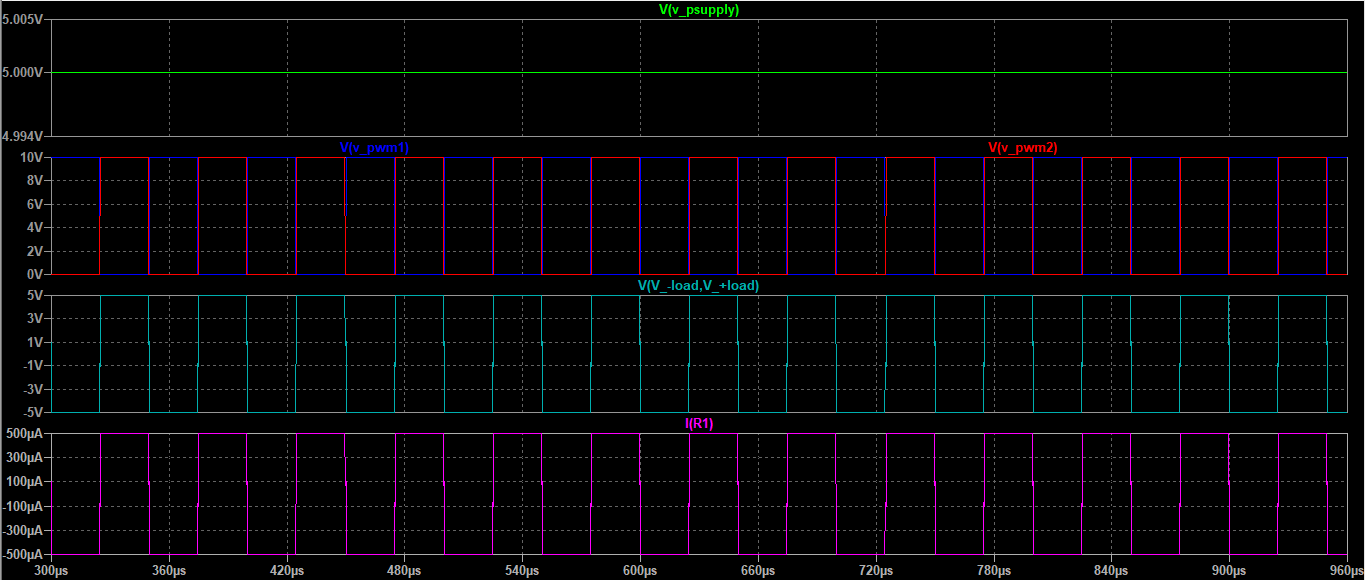 V(v_psupply)
5.005V
5.000V
4.994V
V(v_pwm1)
V(v_pwm2)
10V
8V
6V
4V
2V
0V
V(V_-load,V_+load)
5V
3V
1V
-1V
-3V
-5V
I(R1)
500µA
300µA
100µA
-100µA
-300µA
-500µA
300µs 360µs 420µs 480µs 540µs 600µs 660µs 720µs 780µs 840µs 900µs 960µs